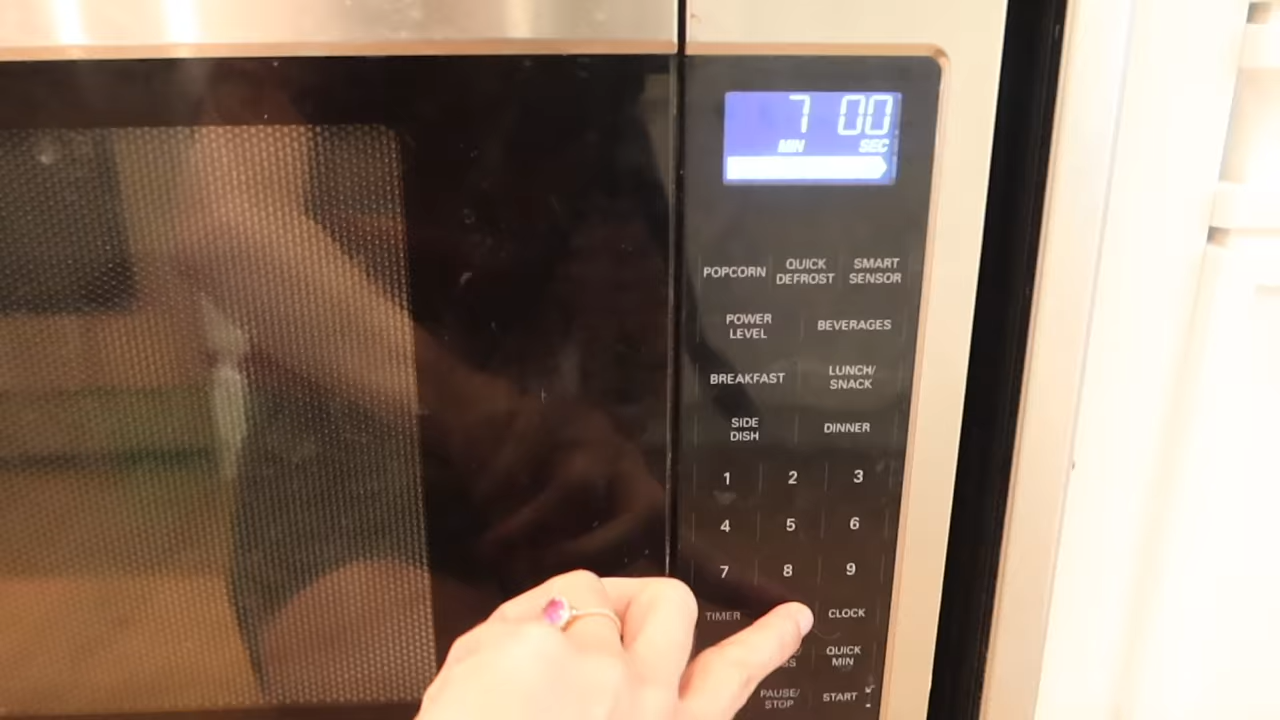 7 00
MIN SEC
POPCORN QUICK DEFROST SMART SENSOR
POWER LEVEL BEVERAGES
BREAKFAST LUNCH/ SNACK
SIDE DISH DINNER
1 2 3
4 5 6
7 8 9
TIMER CLOCK
QUICK MIN
PAUSE/ STOP START